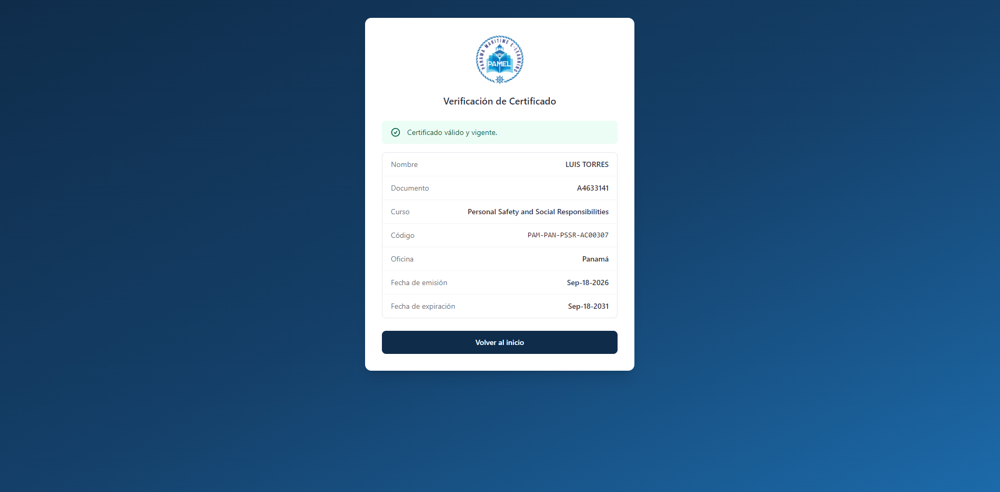 PANAMA MARITIME E-LEARNING
PAMEL
Verificación de Certificado
Certificado válido y vigente.
Nombre LUIS TORRES
Documento A4633141
Curso Personal Safety and Social Responsibilities
Código PAM-PAN-PSSR-AC00307
Oficina Panamá
Fecha de emisión Sep-18-2026
Fecha de expiración Sep-18-2031
Volver al inicio